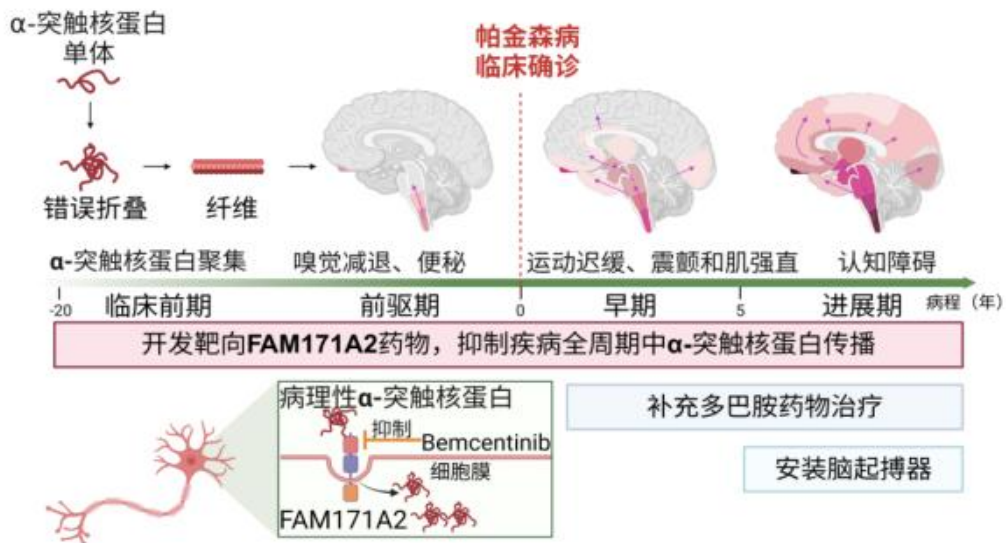 α-突触核蛋白
单体
错误折叠
纤维
帕金森病
临床确诊
α-突触核蛋白聚集
嗅觉减退、便秘
运动迟缓、震颤和肌强直
认知障碍
-20
临床前期
前驱期
0
早期
5
进展期
病程（年）
开发靶向FAM171A2药物，抑制疾病全周期中α-突触核蛋白传播
病理性α-突触核蛋白
抑制
Bemcentinib
细胞膜
FAM171A2
补充多巴胺药物治疗
安装脑起搏器